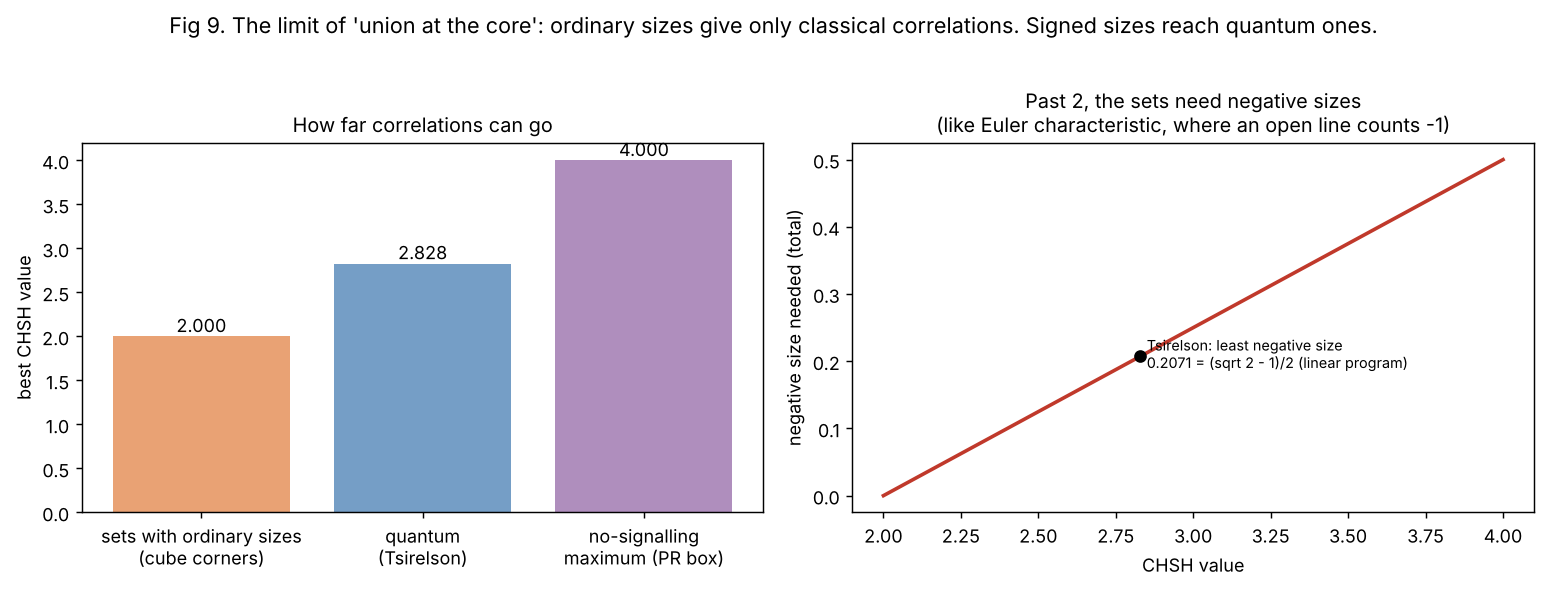 Fig 9. The limit of 'union at the core': ordinary sizes give only classical correlations. Signed sizes reach quantum ones.
How far correlations can go
best CHSH value
4.0
3.5
3.0
2.5
2.0
1.5
1.0
0.5
0.0
2.000
2.828
4.000
sets with ordinary sizes
(cube corners)
quantum
(Tsirelson)
no-signalling
maximum (PR box)
Past 2, the sets need negative sizes
(like Euler characteristic, where an open line counts -1)
negative size needed (total)
0.5
0.4
0.3
0.2
0.1
0.0
Tsirelson: least negative size
0.2071 = (sqrt 2 - 1)/2 (linear program)
2.00
2.25
2.50
2.75
3.00
3.25
3.50
3.75
4.00
CHSH value